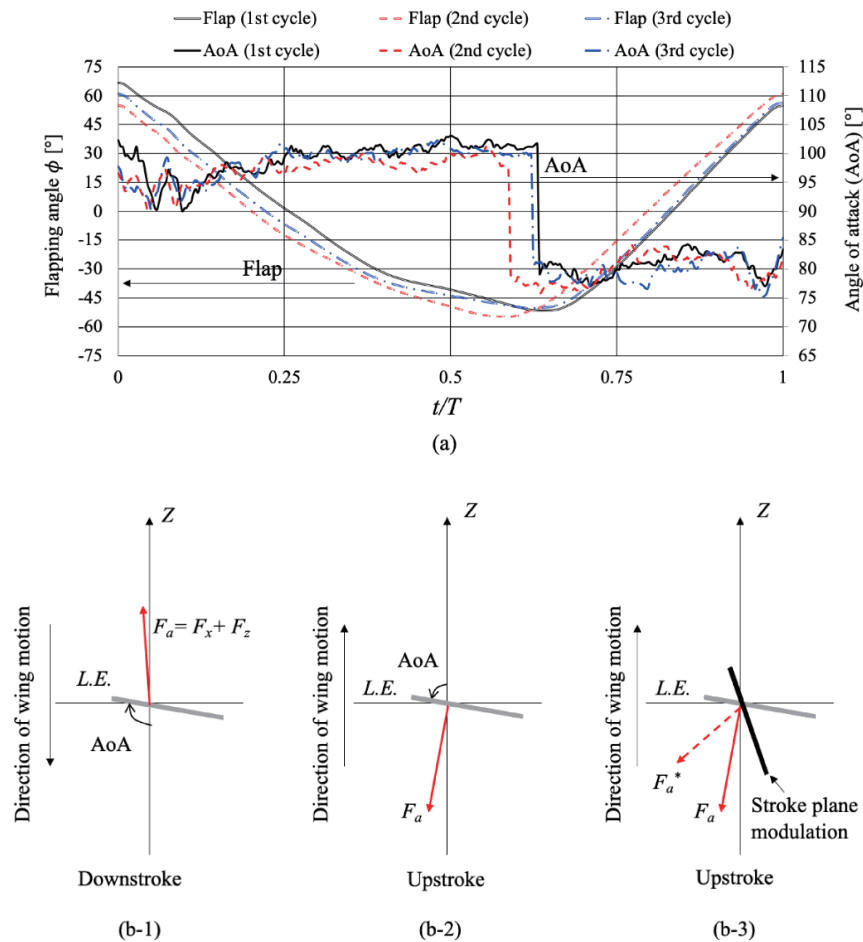 Flap (1st cycle) Flap (2nd cycle) Flap (3rd cycle)
AoA (1st cycle) AoA (2nd cycle) AoA (3rd cycle)
75 115
60 110
45 105
30 100
15 95
0 90
-15 85
-30 80
-45 75
-60 70
-75 65
Flapping angle ϕ [°]
Angle of attack (AoA) [°]
AoA
Flap
0 0.25 0.5 0.75 1
t/T
(a)
Z Z Z
Direction of wing motion Direction of wing motion Direction of wing motion
Fa= Fx+ Fz
L.E. L.E. L.E.
AoA AoA
Fa Fa* Fa
Stroke plane
modulation
Downstroke Upstroke Upstroke
(b-1) (b-2) (b-3)